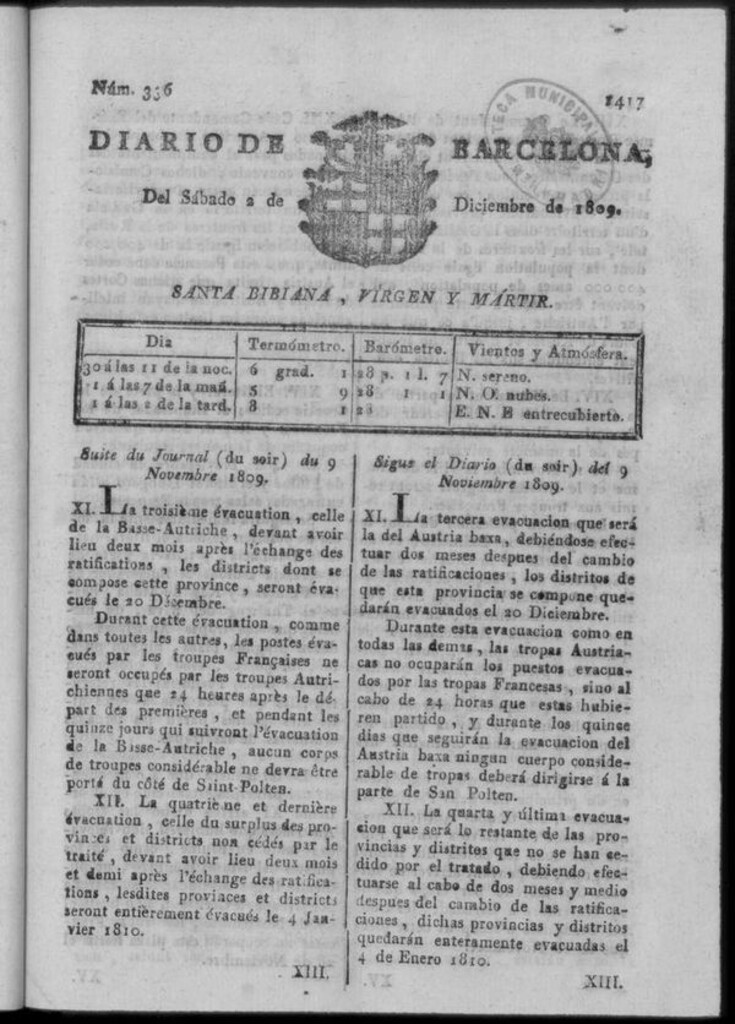 Núm. 336
1417
DIARIO DE BARCELONA,
Del Sábado 2 de Diciembre de 1809.
SANTA BIBIANA, VÍRGEN Y MÁRTIR.
Dia Termómetro. Barómetro. Vientos y Atmósfera.
30 á las 11 de la noc. 6 grad. 1 28 p. 1 l. 7 N. sereno.
1 á las 7 de la mañ. 5 9 28 1 1 N. O. nubes.
1 á las 2 de la tard. 8 1 28 E. N. E entrecubierto.
Suite du Journal (du soir) du 9
Novembre 1809.
XI. La troisième évacuation, celle
de la Basse-Autriche, devant avoir
lieu deux mois après l'échange des
ratifications, les districts dont se
compose cette province, seront éva-
cués le 20 Décembre.
Durant cette évacuation, comme
dans toutes les autres, les postes éva-
cués par les troupes Françaises ne
seront occupés par les troupes Autri-
chiennes que 24 heures après le dé-
part des premières, et pendant les
quinze jours qui suivront l'évacuation
de la Basse-Autriche, aucun corps
de troupes considérable ne devra être
porté du côté de Saint-Polten.
XII. La quatrième et dernière
évacuation, celle du surplus des pro-
vinces et districts non cédés par le
traité, devant avoir lieu deux mois
et demi après l'échange des ratifica-
tions, lesdites provinces et districts
seront entièrement évacués le 4 Jan-
vier 1810.
XIII.
Sigue el Diario (du soir) del 9
Noviembre 1809.
XI. La tercera evacuacion que será
la del Austria baxa, debiéndose efec-
tuar dos meses despues del cambio
de las ratificaciones, los distritos de
que esta provincia se compone que-
darán evacuados el 20 Diciembre.
Durante esta evacuacion como en
todas las demas, las tropas Austria-
cas no ocuparán los puestos evacua-
dos por las tropas Francesas, sino al
cabo de 24 horas que estas hubie-
ren partido, y durante los quince
dias que seguirán la evacuacion del
Austria baxa ningun cuerpo conside-
rable de tropas deberá dirigirse á la
parte de San Polten.
XII. La quarta y última evacua-
cion que será lo restante de las pro-
vincias y distritos que no se han ce-
dido por el tratado, debiendo efec-
tuarse al cabo de dos meses y medio
despues del cambio de las ratifica-
ciones, dichas provincias y distritos
quedarán enteramente evacuadas el
4 de Enero 1810.
XIII.